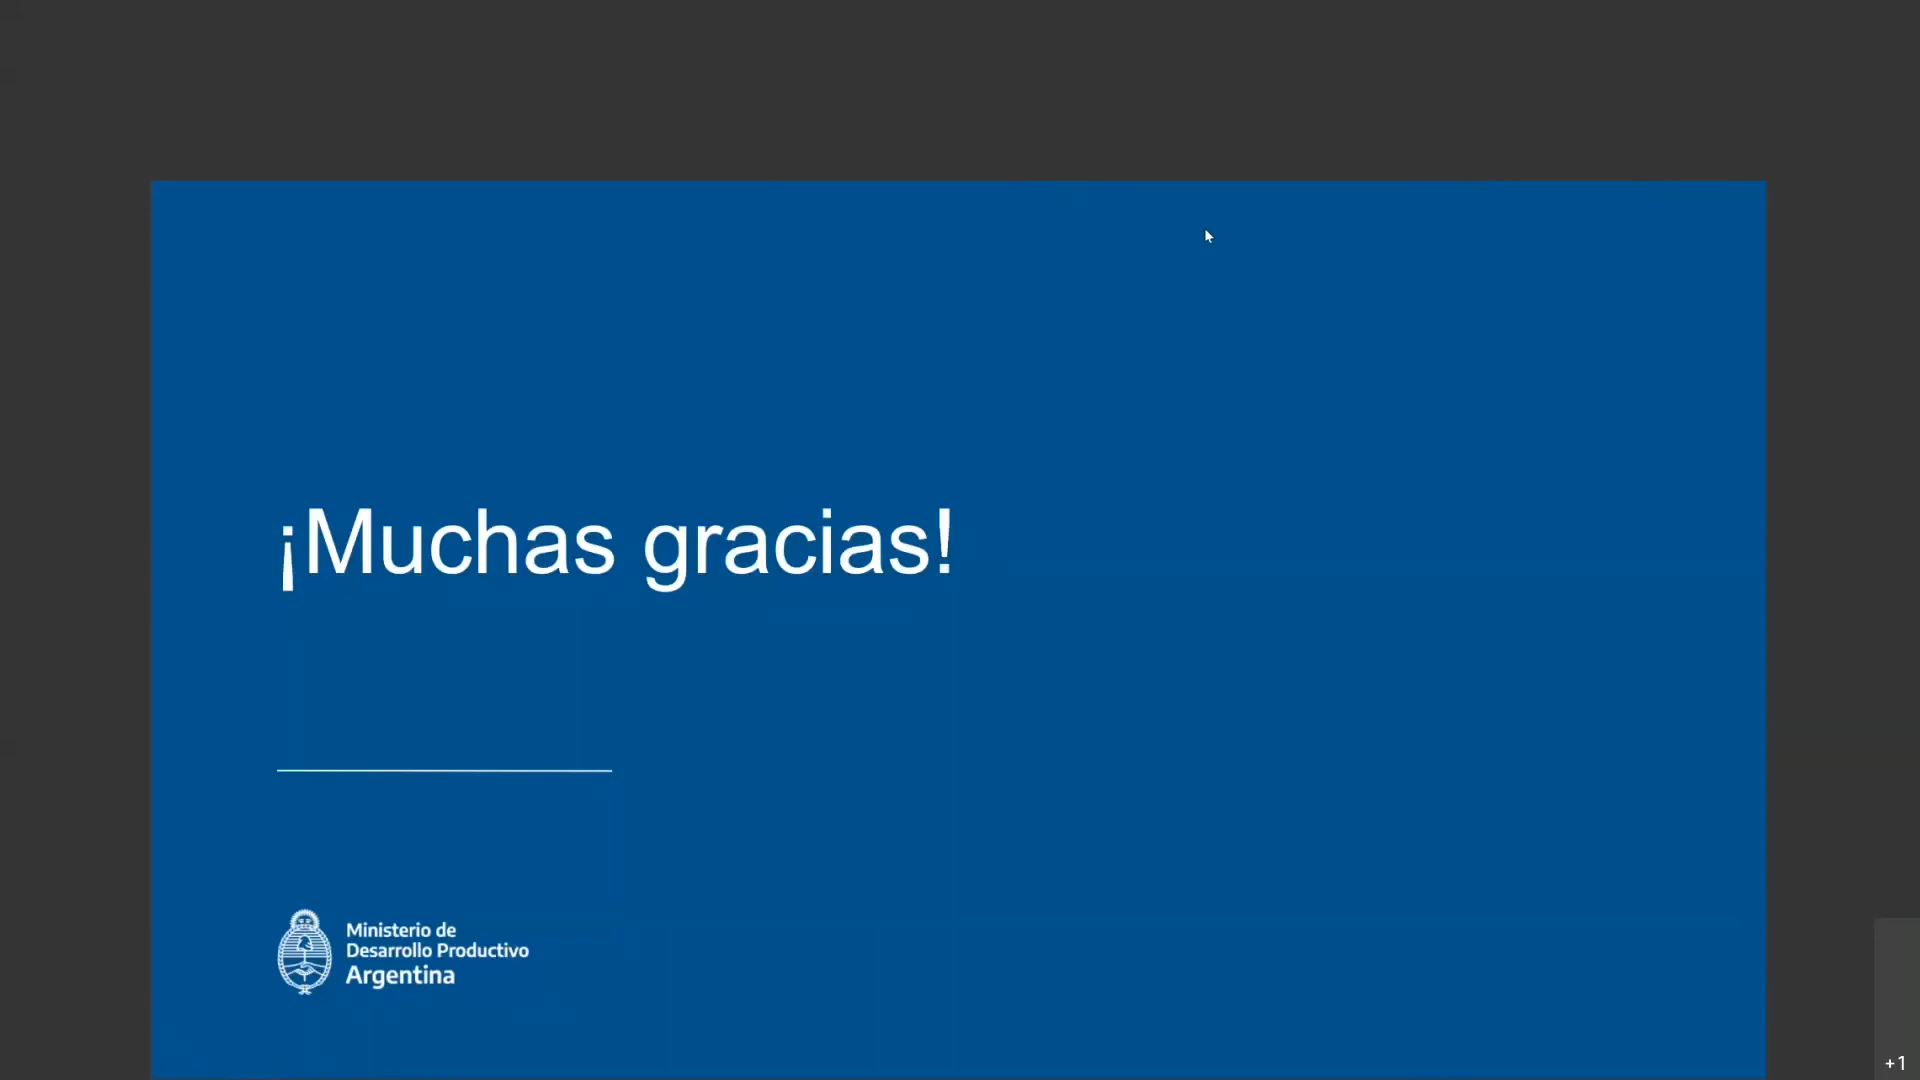 ¡Muchas gracias!
Ministerio de
Desarrollo Productivo
Argentina
+1